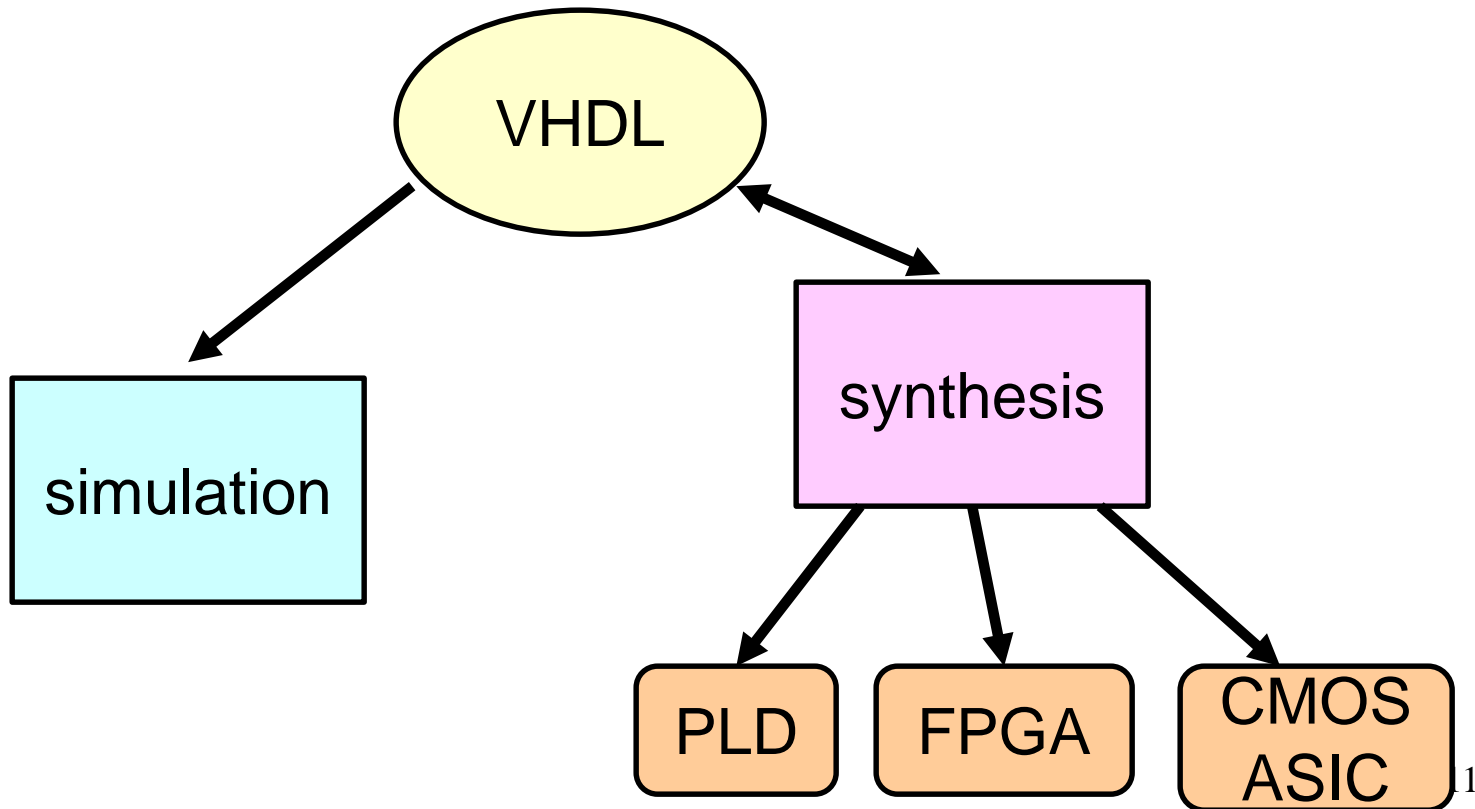 VHDL
synthesis
simulation
PLD
FPGA
CMOS
ASIC
11